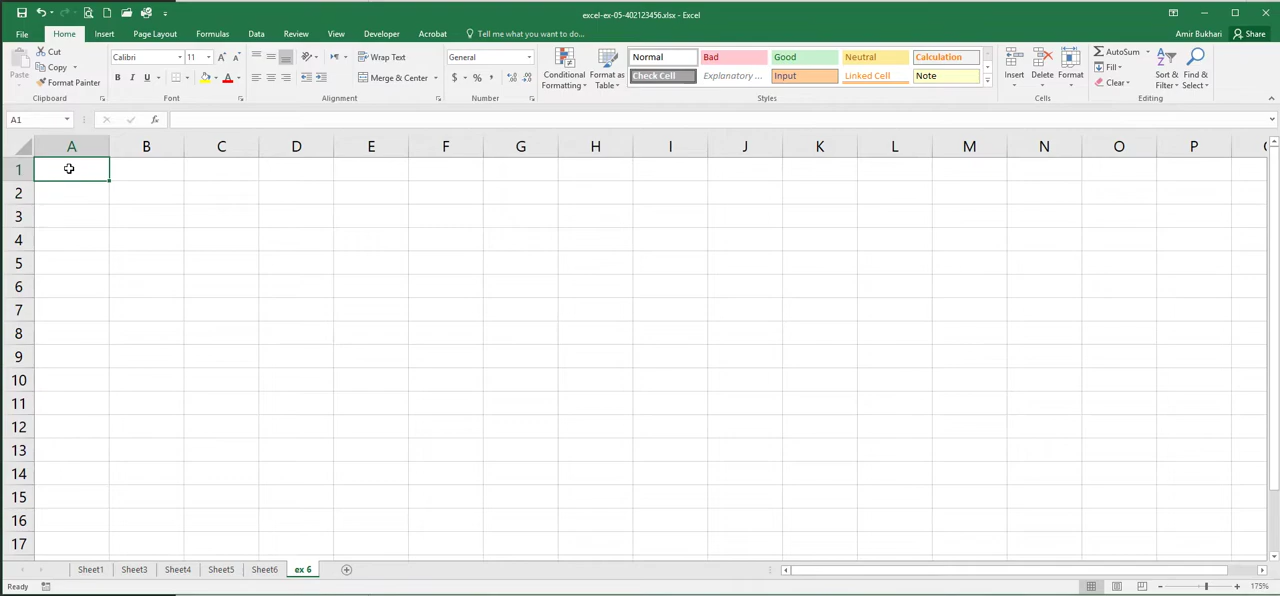 excel-ex-05-402123456.xlsx - Excel
File Home Insert Page Layout Formulas Data Review View Developer Acrobat Tell me what you want to do... Amir Bukhari Share
Paste
Cut
Copy
Format Painter
Clipboard
Calibri 11
B I U
Font
Wrap Text
Merge & Center
Alignment
General
$ % ,
Number
Conditional Formatting
Format as Table
Normal Bad Good Neutral Calculation
Check Cell Explanatory ... Input Linked Cell Note
Styles
Insert Delete Format
Cells
AutoSum
Fill
Clear
Sort & Filter
Find & Select
Editing
A1 fx
A B C D E F G H I J K L M N O P
1
2
3
4
5
6
7
8
9
10
11
12
13
14
15
16
17
Sheet1 Sheet3 Sheet4 Sheet5 Sheet6 ex 6
Ready 175%